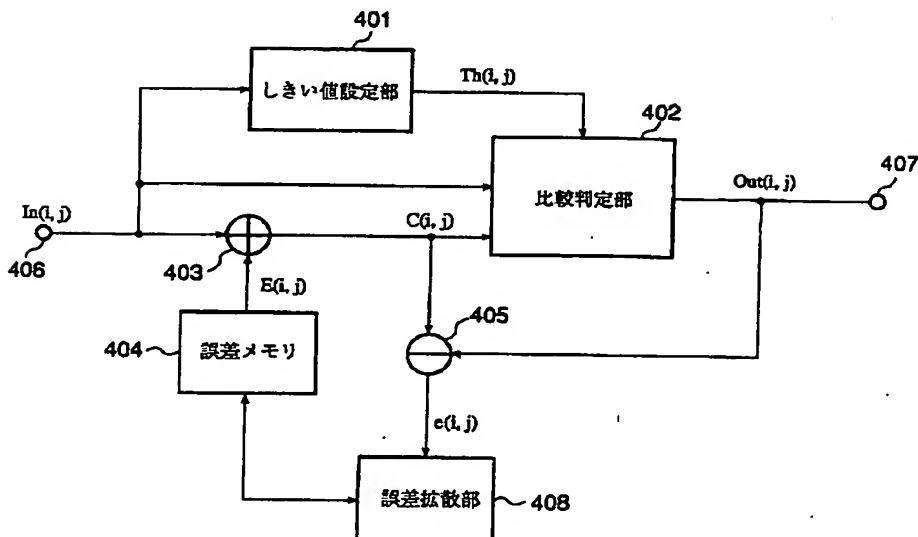 401
しきい値設定部
Th(i, j)
402
比較判定部
407
Out(i, j)
In(i, j)
406
403
C(i, j)
E(i, j)
405
404
誤差メモリ
e(i, j)
誤差拡散部
408